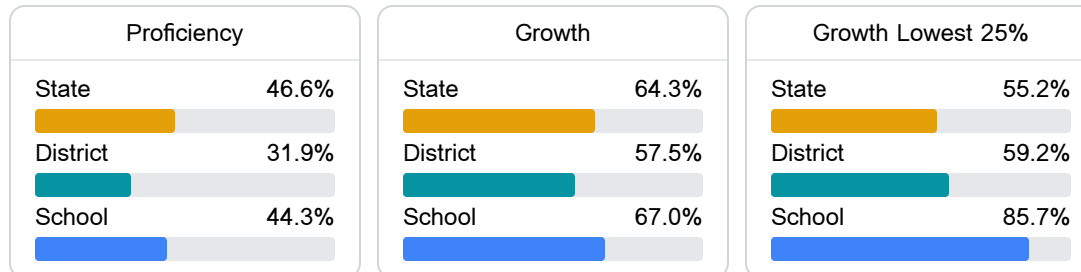 Proficiency
State 46.6%
District 31.9%
School 44.3%
Growth
State 64.3%
District 57.5%
School 67.0%
Growth Lowest 25%
State 55.2%
District 59.2%
School 85.7%